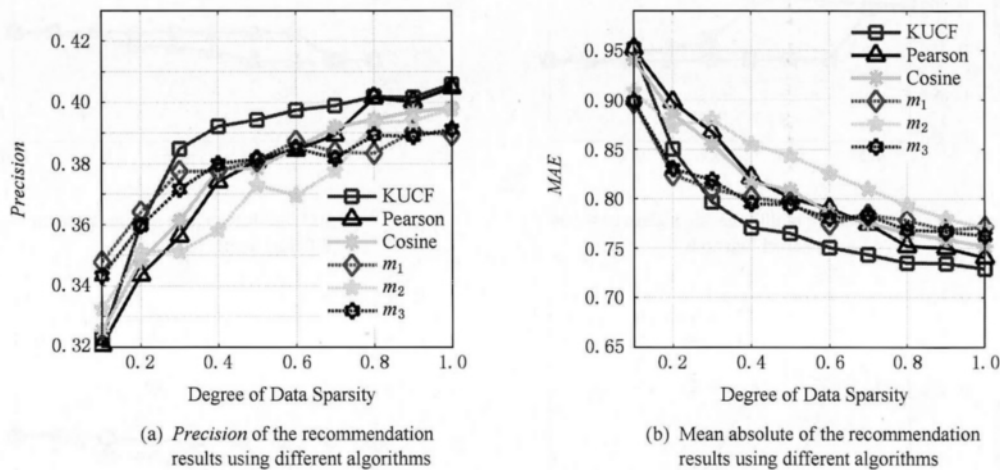 0. 42
0. 40
0. 38
0. 36
0. 34
0. 32
Precision
KUCF
Pearson
Cosine
m1
m2
m3
0. 2
0. 4
0. 6
0. 8
1.0
Degree of Data Sparsity
(a) Precision of the recommendation
results using different algorithms
0.95
0.90
0.85
0.80
0.75
0.70
0. 65
MAE
KUCF
Pearson
Cosine
m1
m2
m3
0. 2
0. 4
0. 6
0. 8
1.0
Degree of Data Sparsity
(b) Mean absolute of the recommendation
results using different algorithms